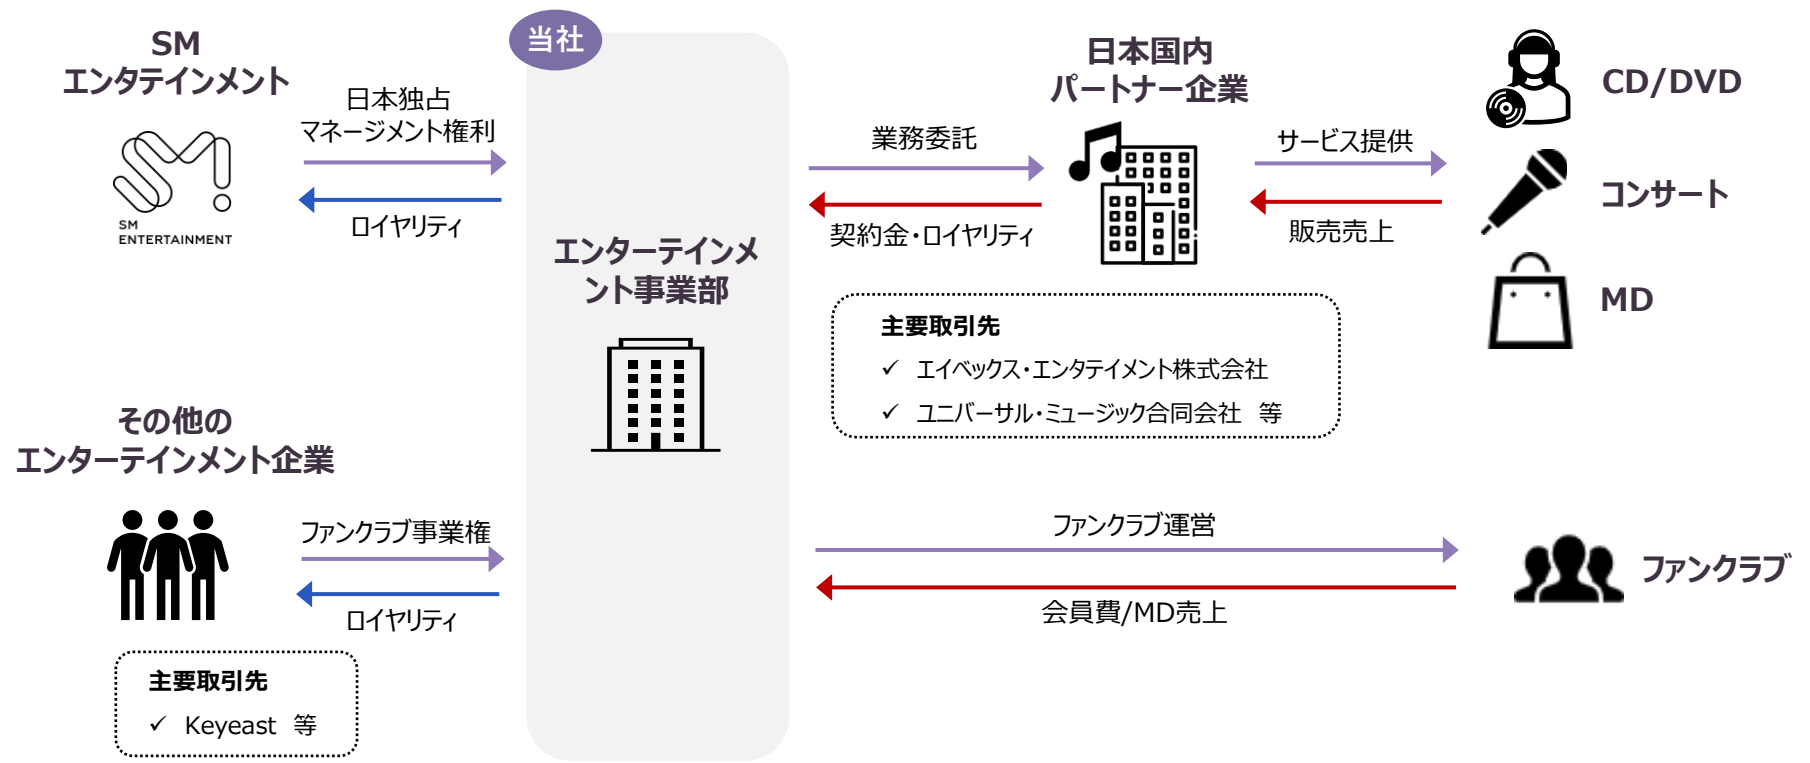 SM
エンタテインメント
SM
ENTERTAINMENT
日本独占
マネージメント権利
ロイヤリティ
その他の
エンターテインメント企業
ファンクラブ事業権
ロイヤリティ
主要取引先
✓ Keyeast 等
当社
エンターテインメ
ント事業部
業務委託
契約金・ロイヤリティ
日本国内
パートナー企業
主要取引先
✓ エイベックス・エンタテイメント株式会社
✓ ユニバーサル・ミュージック合同会社 等
サービス提供
販売売上
CD/DVD
コンサート
MD
ファンクラブ運営
会員費/MD売上
ファンクラブ